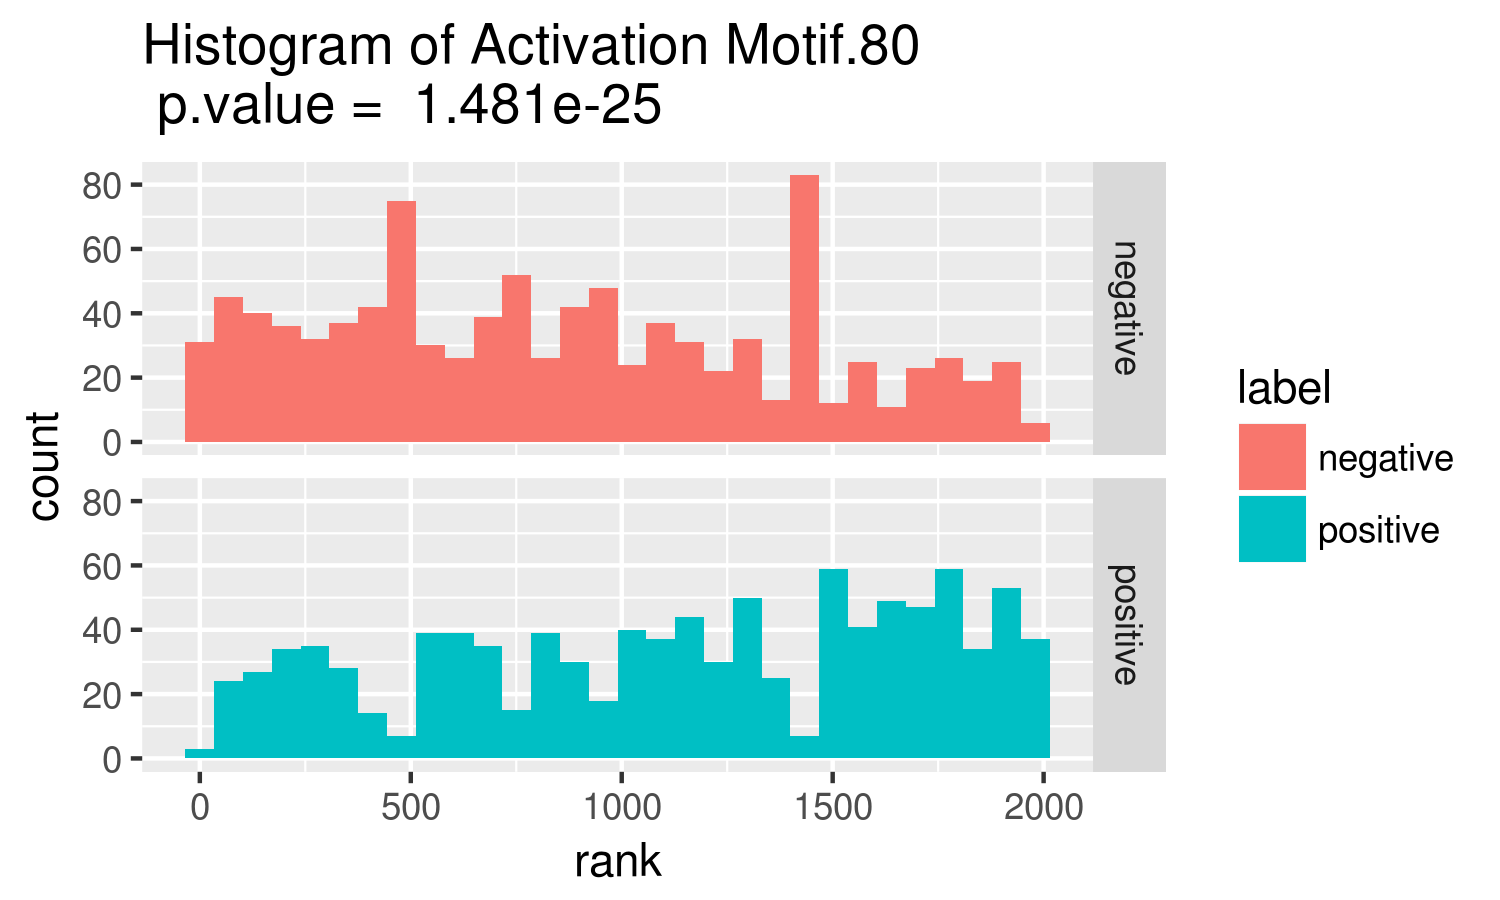 Histogram of Activation Motif.80
p.value = 1.481e-25
80
60
40
20
0
negative
count
80
60
40
20
0
positive
0 500 1000 1500 2000
rank
label
negative
positive